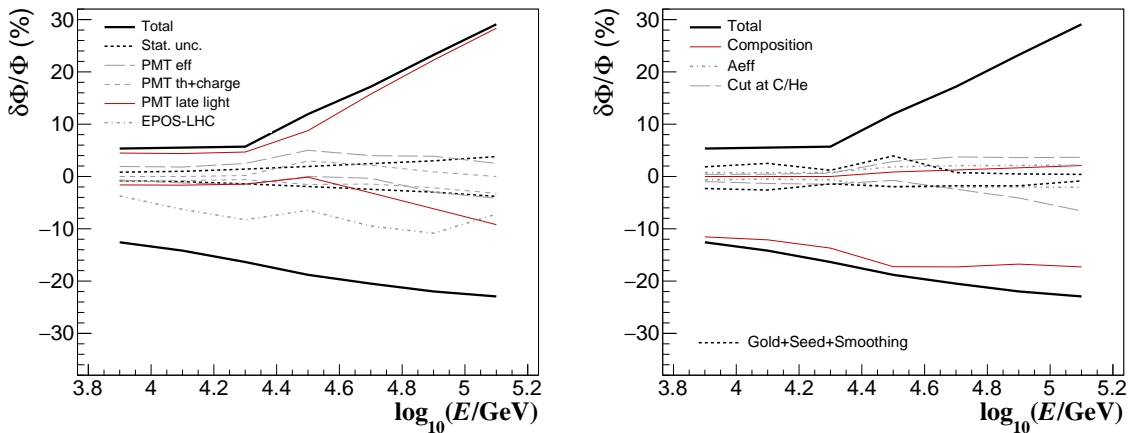 δΦ/Φ (%)
30
20
10
0
−10
−20
−30
Total
Stat. unc.
PMT eff
PMT th+charge
PMT late light
EPOS-LHC
3.8 4 4.2 4.4 4.6 4.8 5 5.2
log10(E/GeV)
δΦ/Φ (%)
30
20
10
0
−10
−20
−30
Total
Composition
Aeff
Cut at C/He
Gold+Seed+Smoothing
3.8 4 4.2 4.4 4.6 4.8 5 5.2
log10(E/GeV)